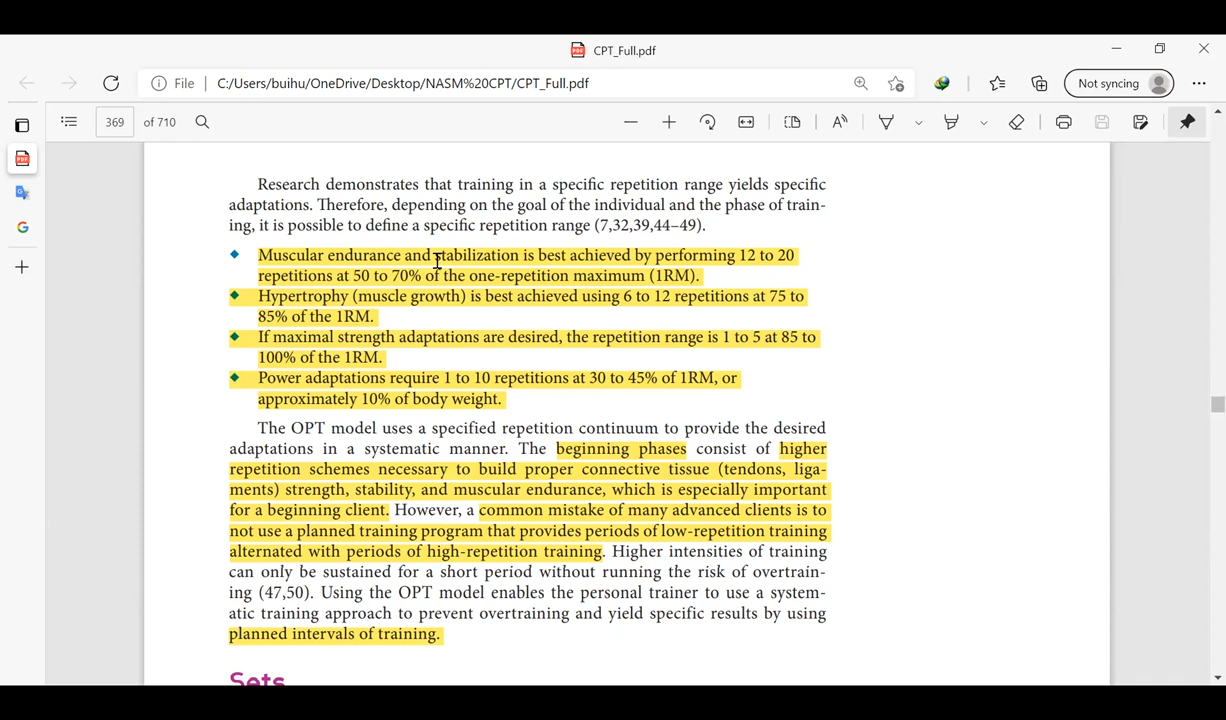 CPT_Full.pdf
File | C:/Users/buihu/OneDrive/Desktop/NASM%20CPT/CPT_Full.pdf
Not syncing
369 of 710
Research demonstrates that training in a specific repetition range yields specific
adaptations. Therefore, depending on the goal of the individual and the phase of train-
ing, it is possible to define a specific repetition range (7,32,39,44–49).
◆ Muscular endurance and stabilization is best achieved by performing 12 to 20
repetitions at 50 to 70% of the one-repetition maximum (1RM).
◆ Hypertrophy (muscle growth) is best achieved using 6 to 12 repetitions at 75 to
85% of the 1RM.
◆ If maximal strength adaptations are desired, the repetition range is 1 to 5 at 85 to
100% of the 1RM.
◆ Power adaptations require 1 to 10 repetitions at 30 to 45% of 1RM, or
approximately 10% of body weight.
The OPT model uses a specified repetition continuum to provide the desired
adaptations in a systematic manner. The beginning phases consist of higher
repetition schemes necessary to build proper connective tissue (tendons, liga-
ments) strength, stability, and muscular endurance, which is especially important
for a beginning client. However, a common mistake of many advanced clients is to
not use a planned training program that provides periods of low-repetition training
alternated with periods of high-repetition training. Higher intensities of training
can only be sustained for a short period without running the risk of overtrain-
ing (47,50). Using the OPT model enables the personal trainer to use a system-
atic training approach to prevent overtraining and yield specific results by using
planned intervals of training.
Sets